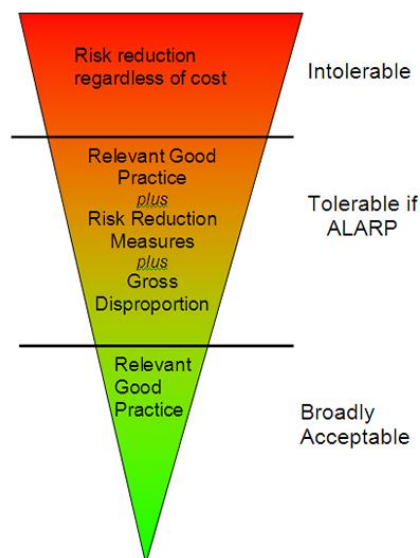 Risk reduction
regardless of cost
Intolerable
Relevant Good
Practice
plus
Risk Reduction
Measures
plus
Gross
Disproportion
Tolerable if
ALARP
Relevant
Good
Practice
Broadly
Acceptable